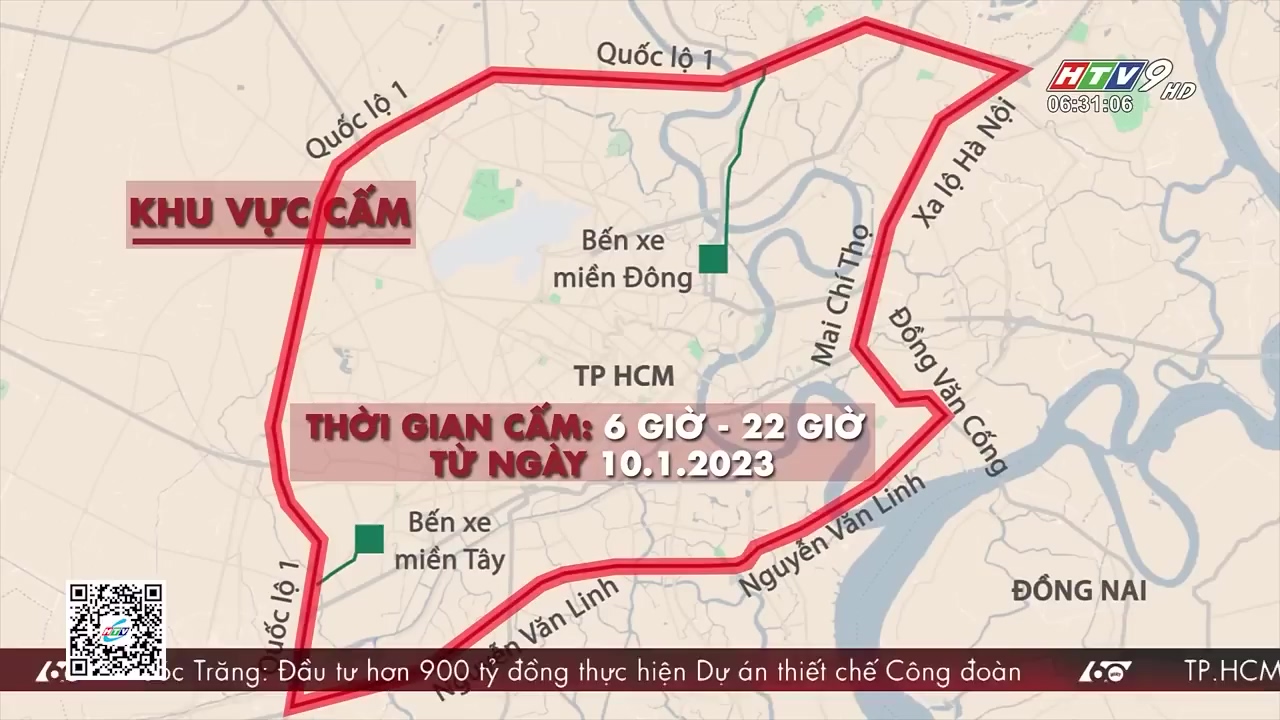 Quốc lộ 1
HTV9 HD
06:31:06
Quốc lộ 1
Xa lộ Hà Nội
KHU VỰC CẤM
Bến xe
miền Đông
Mai Chí Thọ
Đồng Văn Cống
TP HCM
THỜI GIAN CẤM: 6 GIỜ - 22 GIỜ
TỪ NGÀY 10.1.2023
Bến xe
miền Tây
Nguyễn Văn Linh
Quốc lộ 1
Nguyễn Văn Linh
ĐỒNG NAI
HTV
Trăng: Đầu tư hơn 900 tỷ đồng thực hiện Dự án thiết chế Công đoàn
TP.HCM